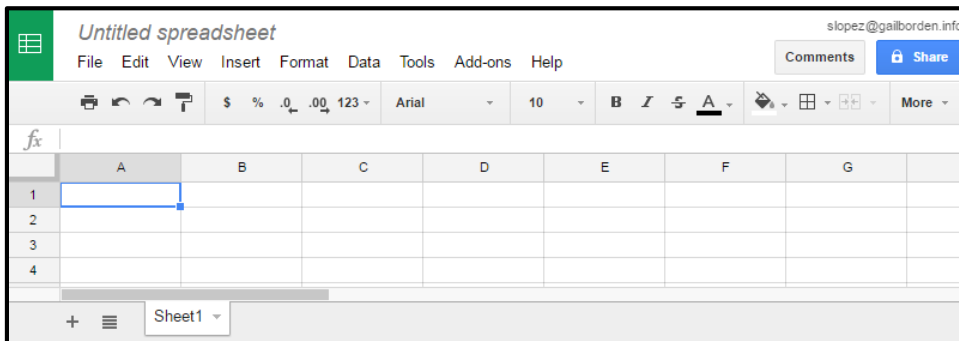 slopez@gailborden.info
Untitled spreadsheet
File Edit View Insert Format Data Tools Add-ons Help
Comments Share
$ % .0 .00 123 Arial 10 B I S A More
fx
A B C D E F G
1
2
3
4
+ Sheet1